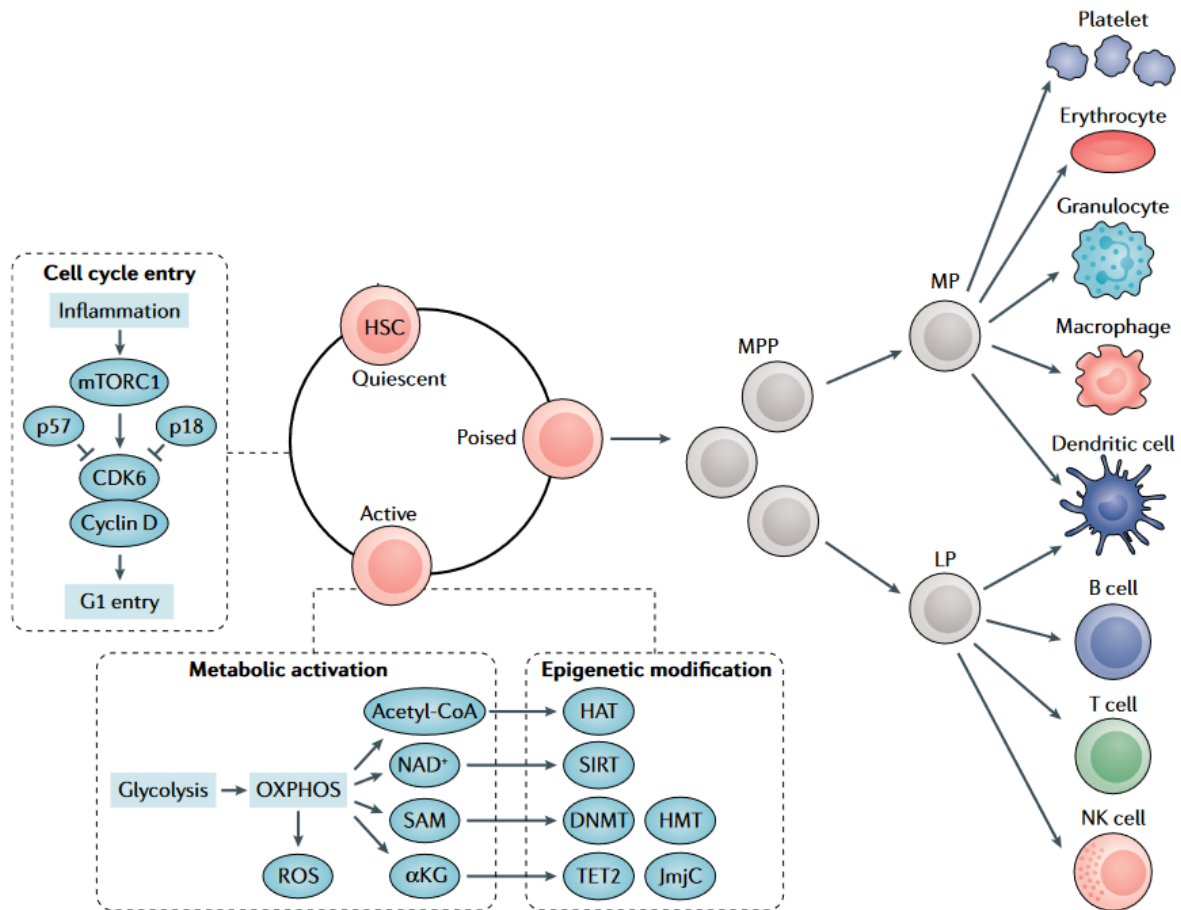 Platelet
Erythrocyte
Granulocyte
Macrophage
Dendritic cell
B cell
T cell
NK cell
MP
MPP
LP
Cell cycle entry
Inflammation
mTORC1
p57
p18
CDK6
Cyclin D
G1 entry
HSC
Quiescent
Poised
Active
Metabolic activation
Glycolysis
OXPHOS
ROS
Acetyl-CoA
NAD⁺
SAM
αKG
Epigenetic modification
HAT
SIRT
DNMT
HMT
TET2
JmjC